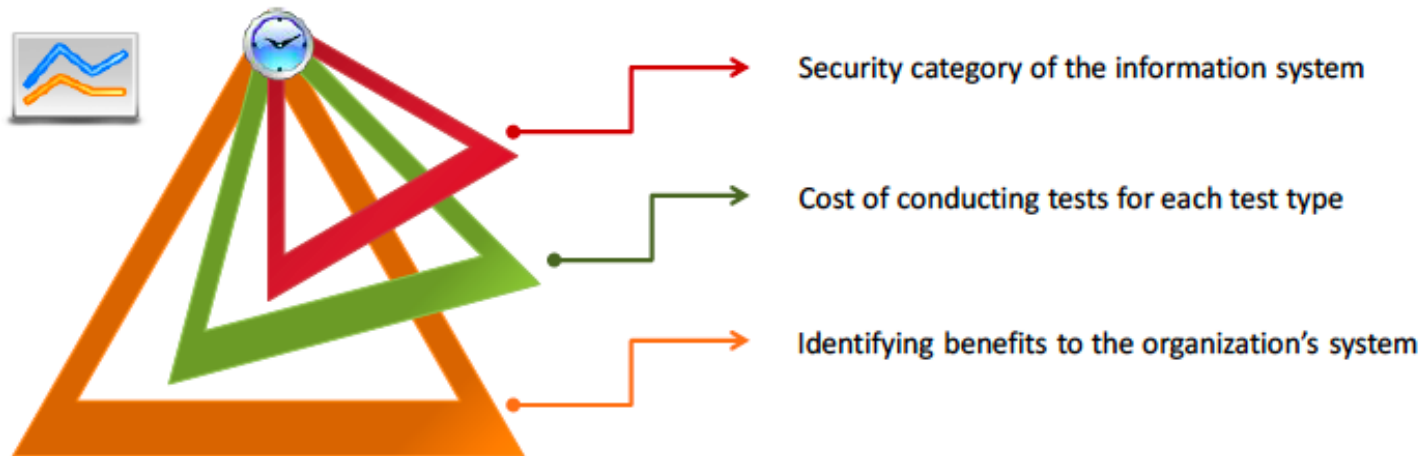 Security category of the information system
Cost of conducting tests for each test type
Identifying benefits to the organization’s system